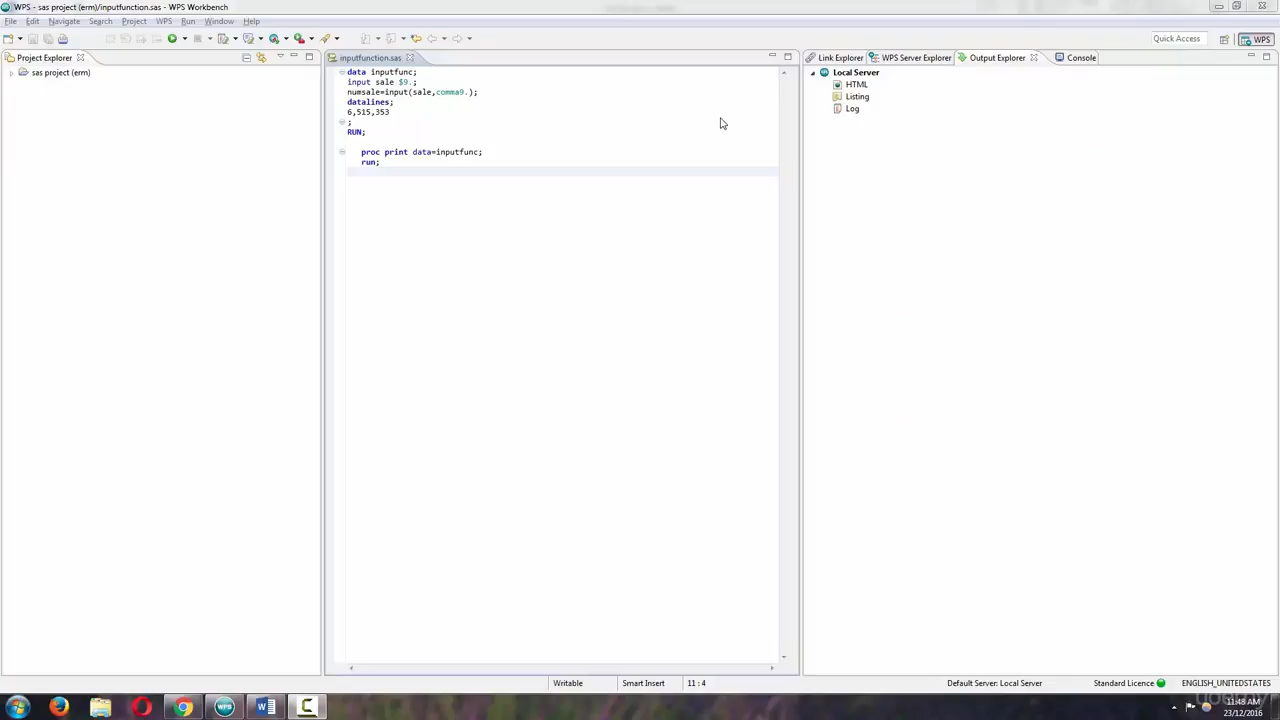 WPS - sas project (erm)/inputfunction.sas - WPS Workbench
File Edit Navigate Search Project WPS Run Window Help
Quick Access
WPS
Project Explorer
inputfunction.sas
Link Explorer
WPS Server Explorer
Output Explorer
Console
sas project (erm)
data inputfunc;
input sale $9.;
numsale=input(sale,comma9.);
datalines;
6,515,353
;
RUN;
proc print data=inputfunc;
run;
Local Server
HTML
Listing
Log
Writable
Smart Insert
11 : 4
Default Server: Local Server
Standard Licence
ENGLISH_UNITEDSTATES
11:48 AM
23/12/2016